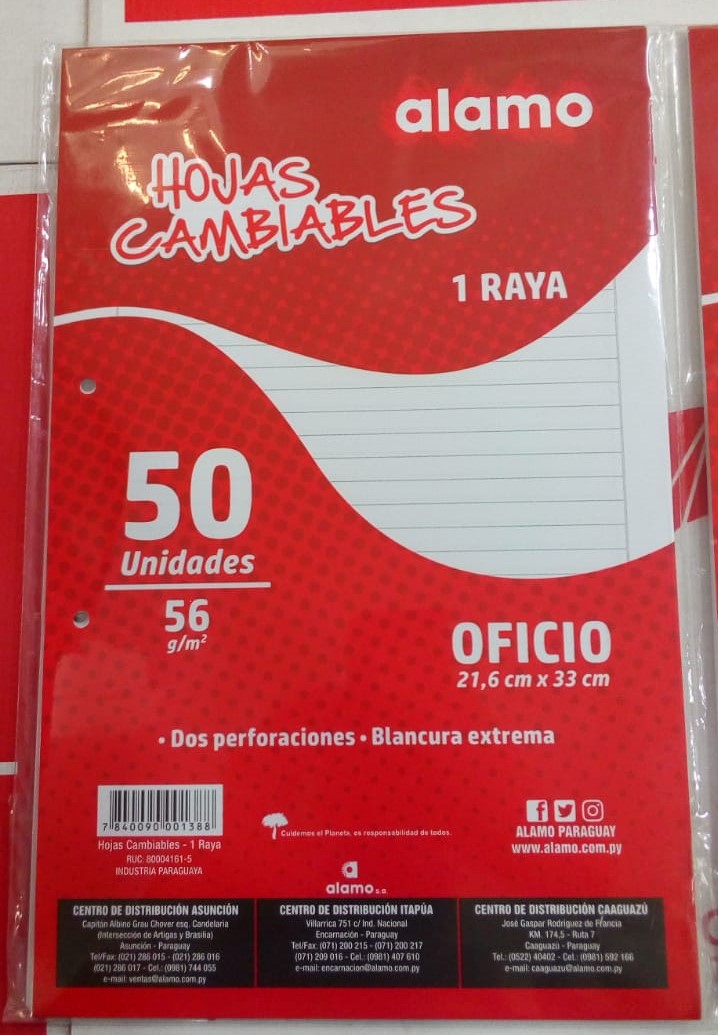 alamo
HOJAS
CAMBIABLES
1 RAYA
50
Unidades
56
g/m²
OFICIO
21,6 cm x 33 cm
• Dos perforaciones • Blancura extrema
7 840090 001388
Hojas Cambiables - 1 Raya
RUC: 80004161-5
INDUSTRIA PARAGUAYA
Cuidemos el Planeta, es responsabilidad de todos.
ALAMO PARAGUAY
www.alamo.com.py
alamo s.a.
CENTRO DE DISTRIBUCIÓN ASUNCIÓN
Capitán Albino Grau Chover esq. Candelaria
(Intersección de Artigas y Brasilia)
Asunción - Paraguay
Tel/Fax: (021) 286 015 - (021) 286 016
(021) 286 017 - Cel.: (0981) 744 055
e-mail: ventas@alamo.com.py
CENTRO DE DISTRIBUCIÓN ITAPÚA
Villarrica 751 c/ Ind. Nacional
Encarnación - Paraguay
Tel/Fax: (071) 200 215 - (071) 200 217
(071) 209 016 - Cel.: (0981) 407 610
e-mail: encarnacion@alamo.com.py
CENTRO DE DISTRIBUCIÓN CAAGUAZÚ
José Gaspar Rodríguez de Francia
KM. 174,5 - Ruta 7
Caaguazú - Paraguay
Tel.: (0522) 40402 - Cel.: (0981) 592 166
e-mail: caaguazu@alamo.com.py